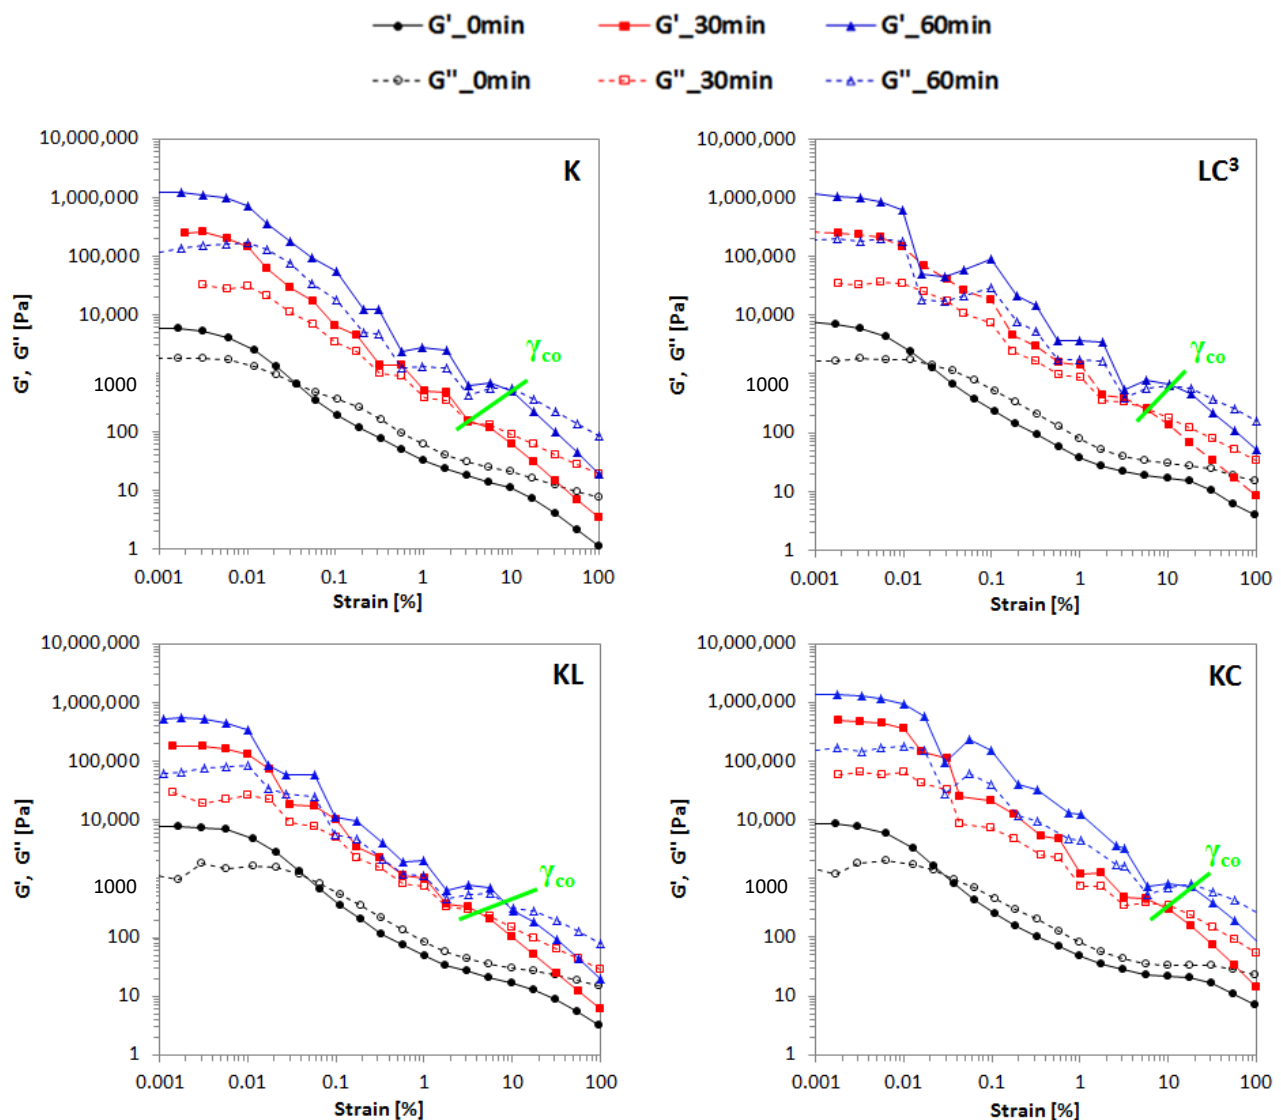 G'_0min G'_30min G'_60min
G''_0min G''_30min G''_60min
10,000,000
1,000,000
100,000
10,000
1000
100
10
1
G', G'' [Pa]
K
γco
0.001 0.01 0.1 1 10 100
Strain [%]
10,000,000
1,000,000
100,000
10,000
1000
100
10
1
G', G'' [Pa]
LC³
γco
0.001 0.01 0.1 1 10 100
Strain [%]
10,000,000
1,000,000
100,000
10,000
1000
100
10
1
G', G'' [Pa]
KL
γco
0.001 0.01 0.1 1 10 100
Strain [%]
10,000,000
1,000,000
100,000
10,000
1000
100
10
1
G', G'' [Pa]
KC
γco
0.001 0.01 0.1 1 10 100
Strain [%]